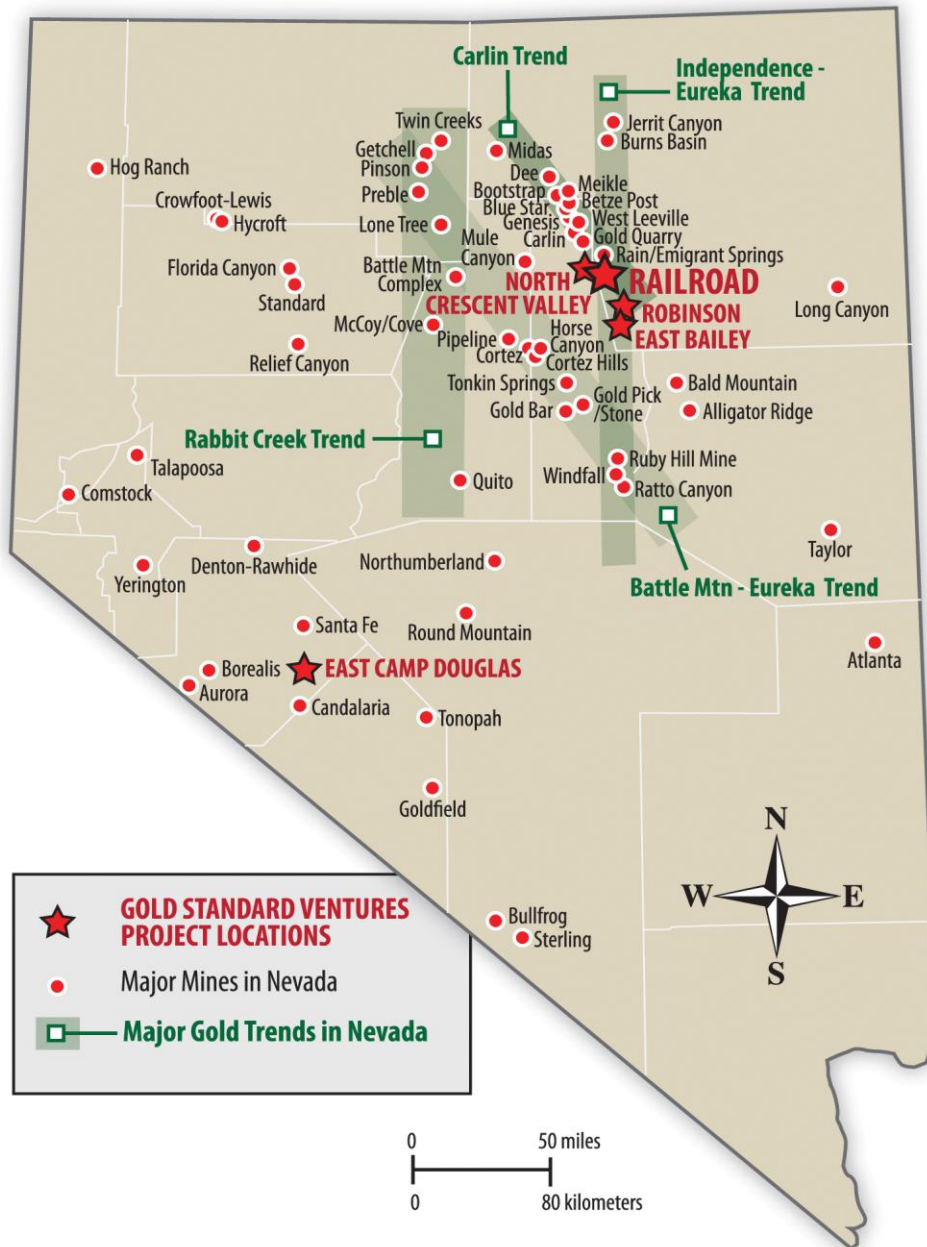 Carlin Trend
Independence -
Eureka Trend
Twin Creeks
Jerrit Canyon
Getchell
Midas
Burns Basin
Hog Ranch
Pinson
Dee
Meikle
Preble
Bootstrap
Betze Post
Crowfoot-Lewis
Blue Star
West Leeville
Hycroft
Lone Tree
Genesis
Carlin
Gold Quarry
Mule
Canyon
Rain/Emigrant Springs
Florida Canyon
Battle Mtn
Complex
NORTH
CRESCENT VALLEY
RAILROAD
Standard
Long Canyon
ROBINSON
McCoy/Cove
EAST BAILEY
Relief Canyon
Pipeline
Horse
Canyon
Cortez
Cortez Hills
Tonkin Springs
Bald Mountain
Gold Bar
Gold Pick
/Stone
Alligator Ridge
Rabbit Creek Trend
Talapoosa
Ruby Hill Mine
Comstock
Quito
Windfall
Ratto Canyon
Taylor
Yerington
Denton-Rawhide
Northumberland
Battle Mtn - Eureka Trend
Santa Fe
Round Mountain
Atlanta
Borealis
EAST CAMP DOUGLAS
Aurora
Candalaria
Tonopah
Goldfield
N
W
E
S
Bullfrog
Sterling
GOLD STANDARD VENTURES
PROJECT LOCATIONS
Major Mines in Nevada
Major Gold Trends in Nevada
0 50 miles
0 80 kilometers